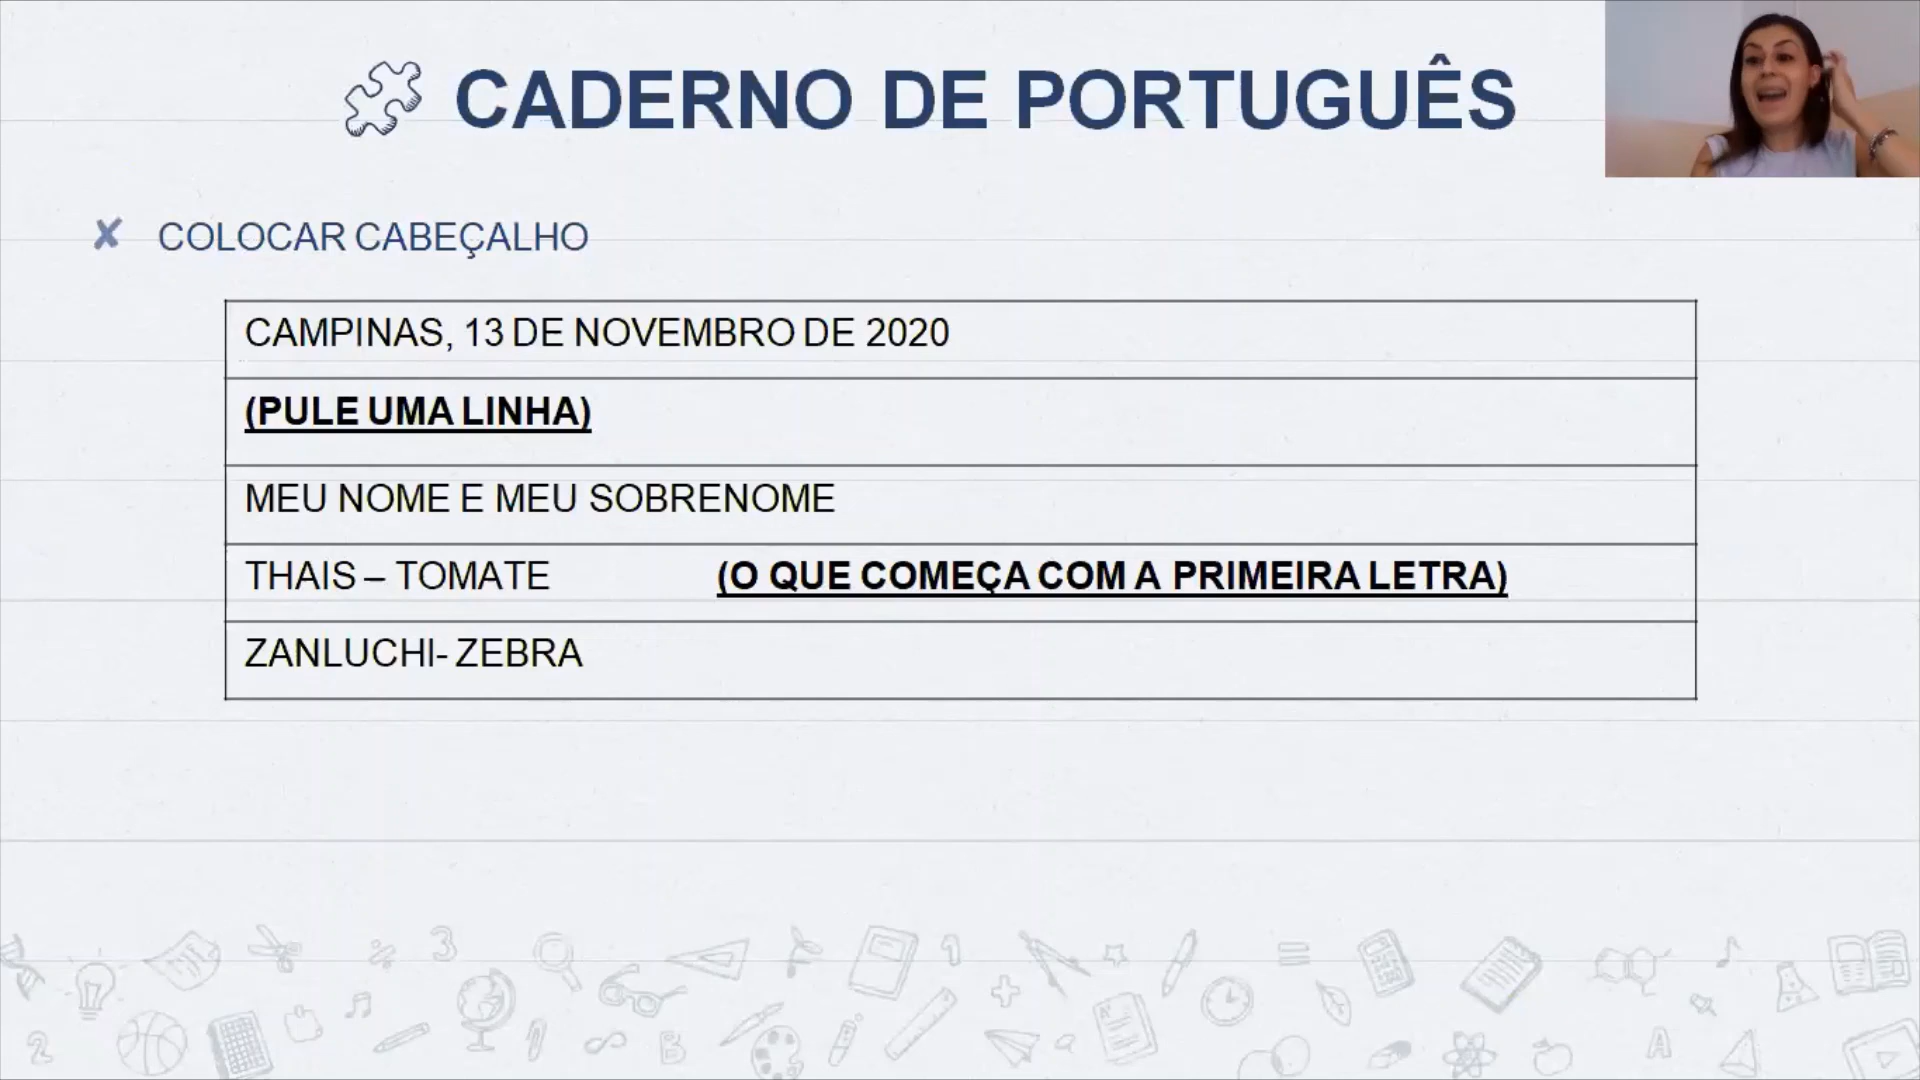 CADERNO DE PORTUGUÊS
✘ COLOCAR CABEÇALHO
CAMPINAS, 13 DE NOVEMBRO DE 2020
(PULE UMA LINHA)
MEU NOME E MEU SOBRENOME
THAIS – TOMATE (O QUE COMEÇA COM A PRIMEIRA LETRA)
ZANLUCHI- ZEBRA